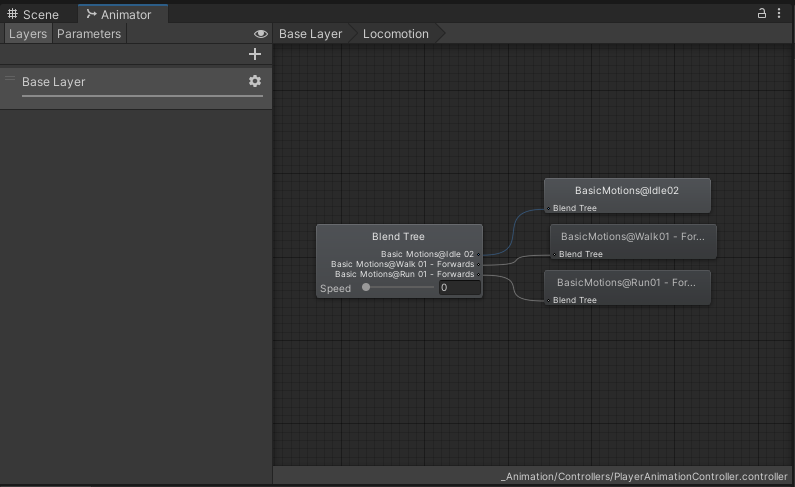 Scene
Animator
Layers Parameters
Base Layer Locomotion
Base Layer
BasicMotions@Idle02
Blend Tree
Blend Tree
Basic Motions@Idle 02
Basic Motions@Walk 01 - Forwards
Basic Motions@Run 01 - Forwards
Speed 0
BasicMotions@Walk01 - For...
Blend Tree
BasicMotions@Run01 - For...
Blend Tree
_Animation/Controllers/PlayerAnimationController.controller